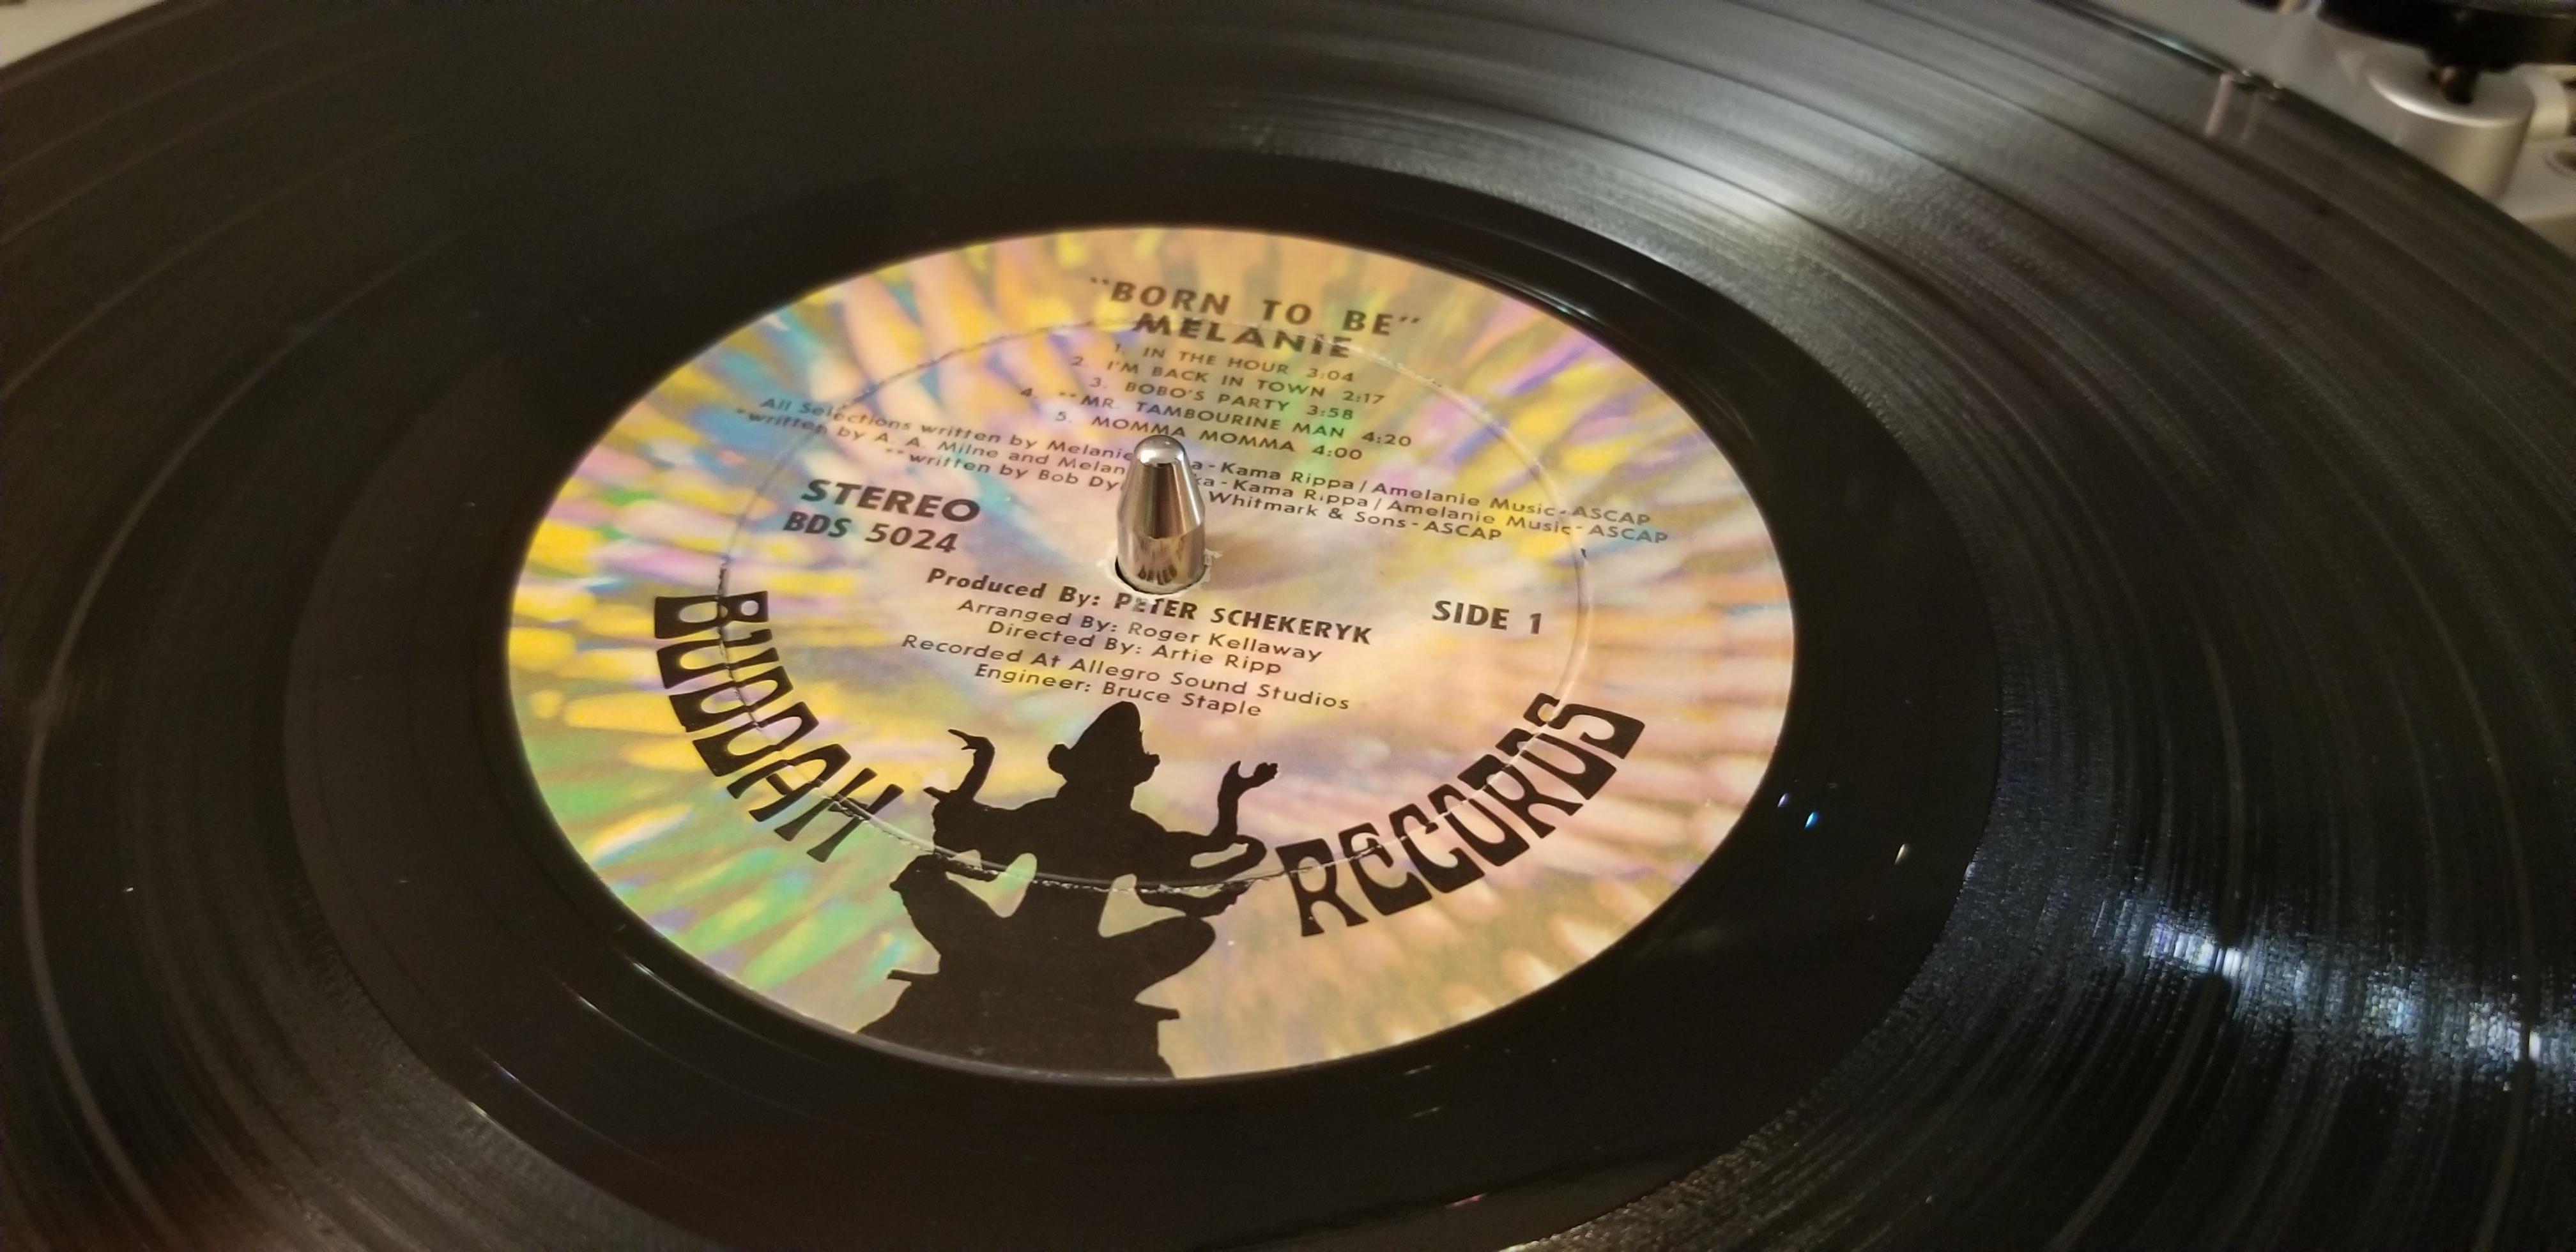 "BORN TO BE"
MELANIE
1. IN THE HOUR 3:04
2. I'M BACK IN TOWN 2:17
3. BOBO'S PARTY 3:58
4. **MR. TAMBOURINE MAN 4:20
5. MOMMA MOMMA 4:00
All Selections written by Melanie - Kama Rippa / Amelanie Music - ASCAP
*written by A. A. Milne and Melan - Kama Rippa / Amelanie Music - ASCAP
**written by Bob Dy Whitmark & Sons - ASCAP
STEREO
BDS 5024
SIDE 1
Produced By: PETER SCHEKERYK
Arranged By: Roger Kellaway
Directed By: Artie Ripp
Recorded At Allegro Sound Studios
Engineer: Bruce Staple
BUDDAH RECORDS